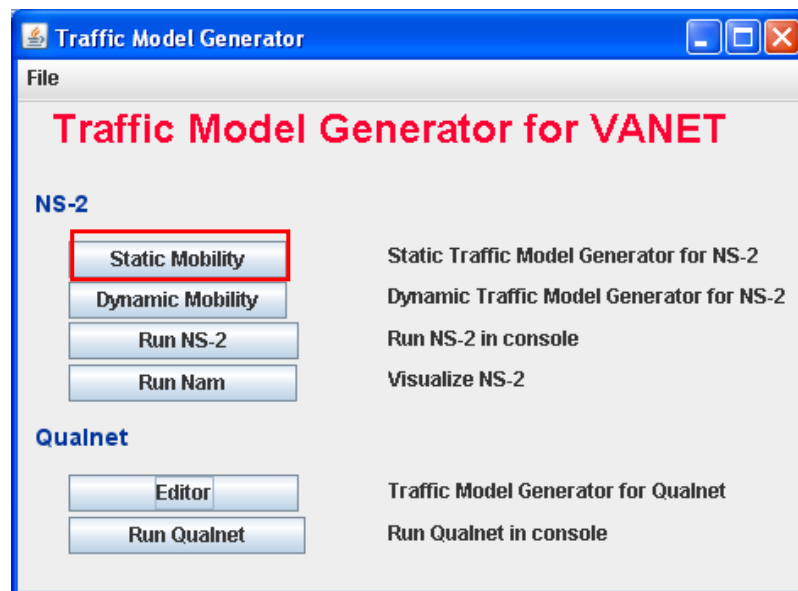 Traffic Model Generator
File
Traffic Model Generator for VANET
NS-2
Static Mobility Static Traffic Model Generator for NS-2
Dynamic Mobility Dynamic Traffic Model Generator for NS-2
Run NS-2 Run NS-2 in console
Run Nam Visualize NS-2
Qualnet
Editor Traffic Model Generator for Qualnet
Run Qualnet Run Qualnet in console